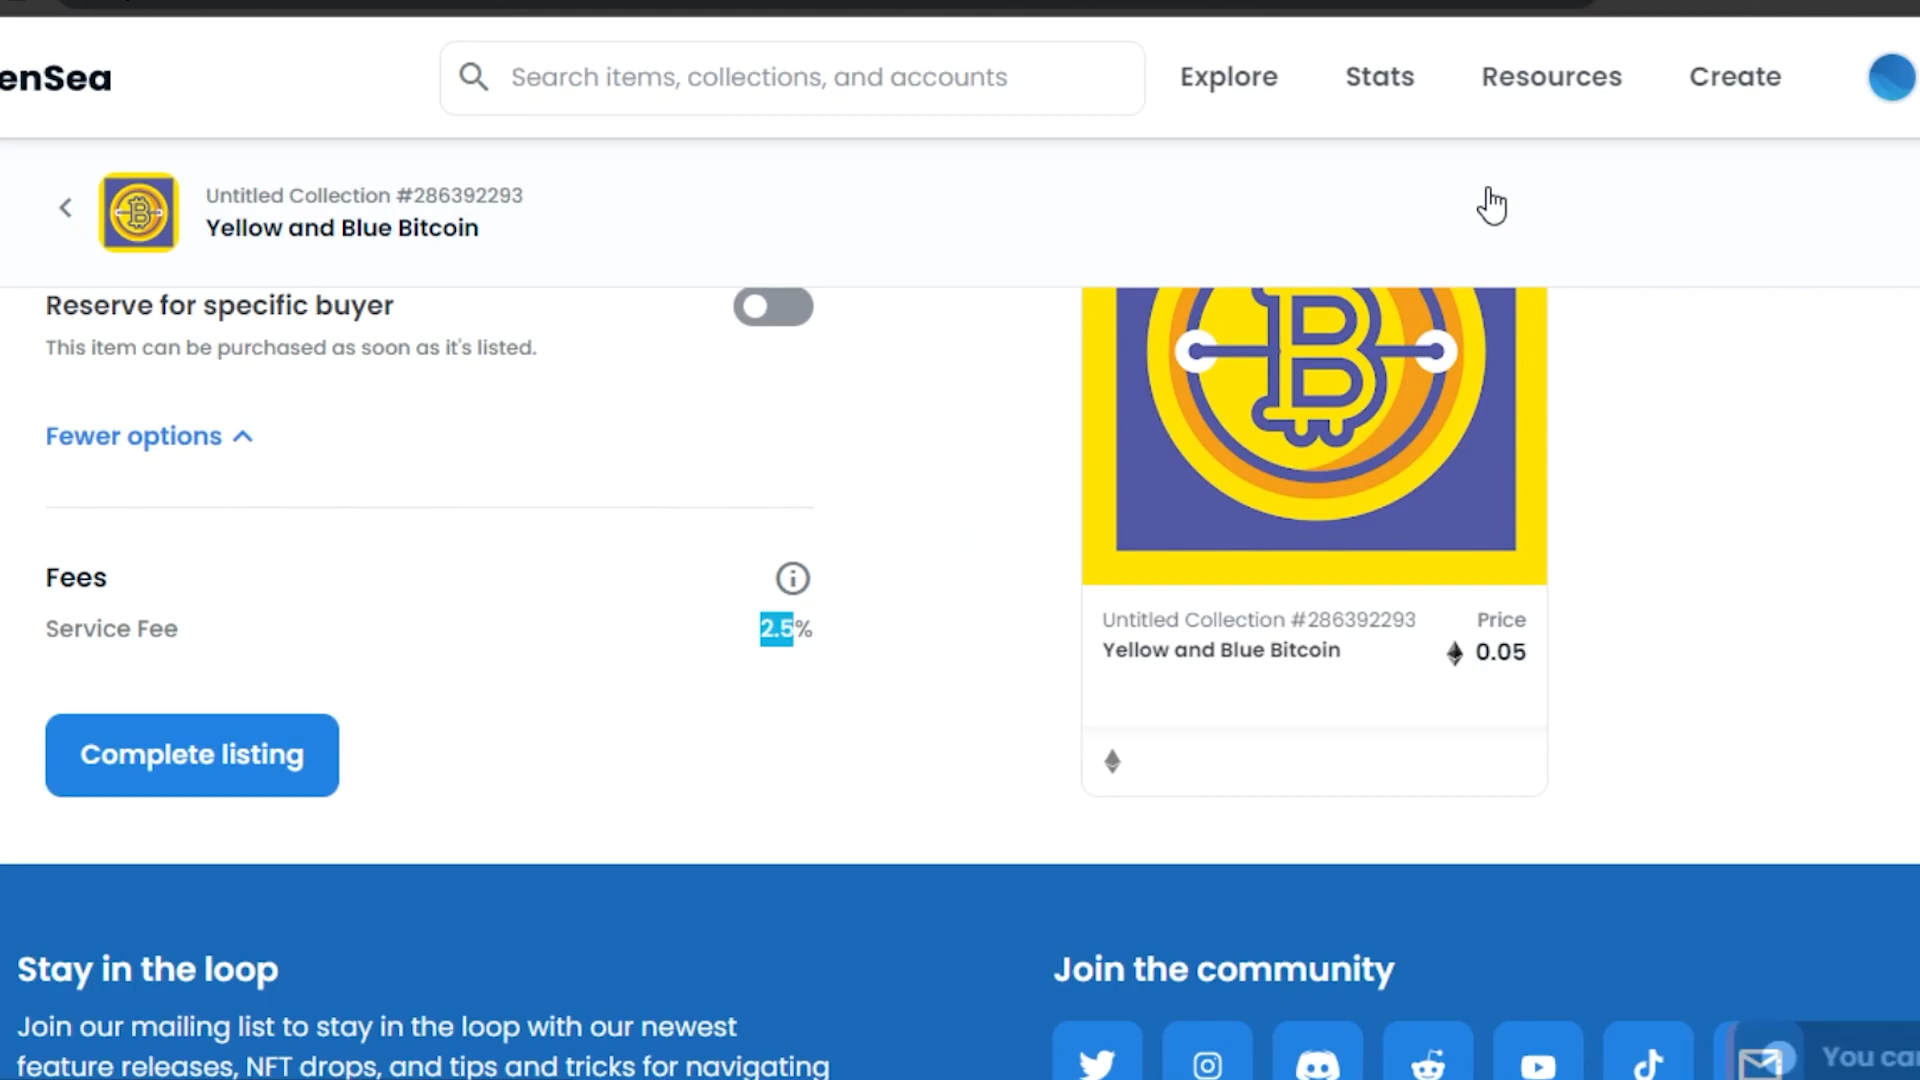 enSea
Search items, collections, and accounts
Explore
Stats
Resources
Create
Untitled Collection #286392293
Yellow and Blue Bitcoin
Reserve for specific buyer
This item can be purchased as soon as it's listed.
Fewer options
Fees
Service Fee
2.5%
Complete listing
Untitled Collection #286392293
Price
Yellow and Blue Bitcoin
0.05
Stay in the loop
Join our mailing list to stay in the loop with our newest
feature releases, NFT drops, and tips and tricks for navigating
Join the community
You can